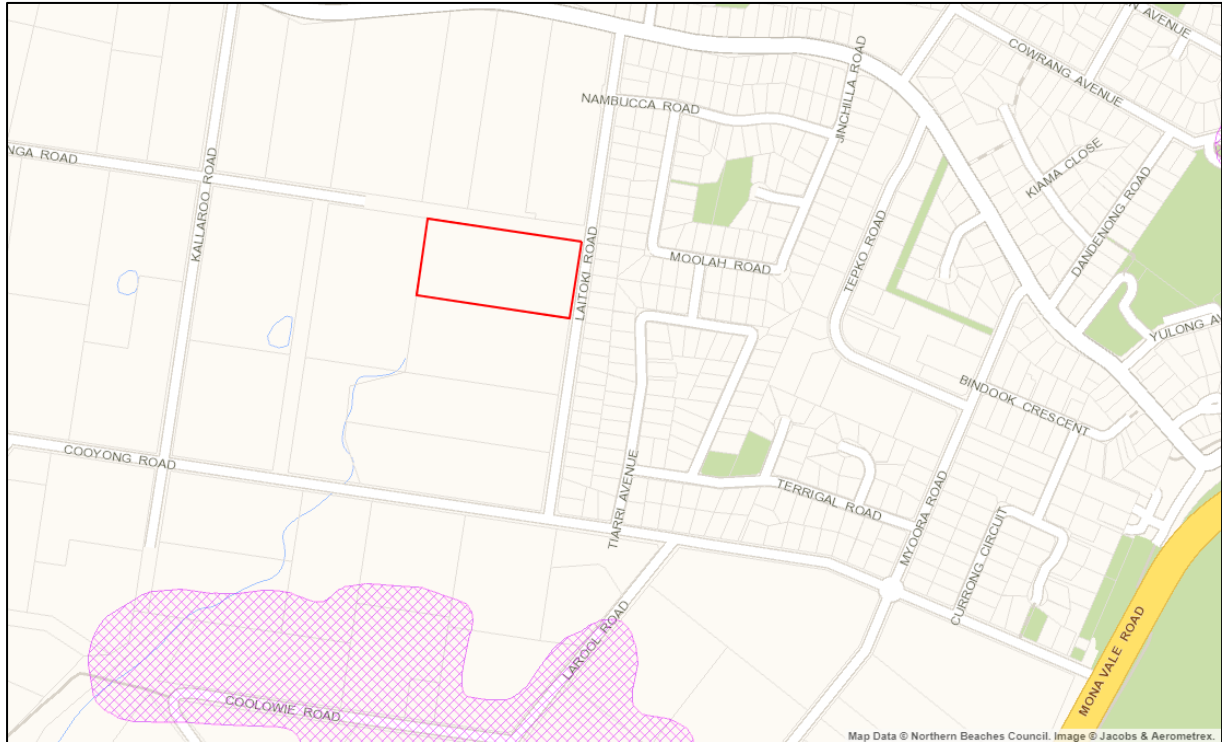 N AVENUE
COWRANG AVENUE
JINCHILLA ROAD
NAMBUCCA ROAD
NGA ROAD
KIAMA CLOSE
DANDENONG ROAD
KALLAROO ROAD
LAITOKI ROAD
MOOLAH ROAD
TEPKO ROAD
YULONG AV
BINDOOK CRESCENT
COOYONG ROAD
TIARRI AVENUE
TERRIGAL ROAD
MYOORA ROAD
CURRONG CIRCUIT
LAROOL ROAD
MONA VALE ROAD
COOLOWIE ROAD
Map Data © Northern Beaches Council. Image © Jacobs & Aerometrex.